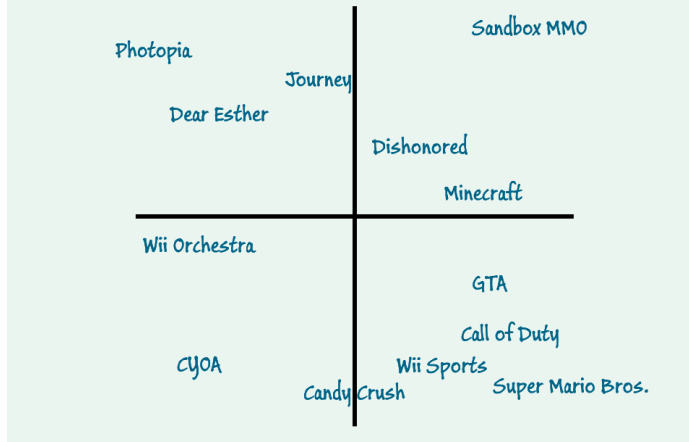 Sandbox MMO
Photopia
Journey
Dear Esther
Dishonored
Minecraft
Wii Orchestra
GTA
Call of Duty
CYOA
Wii Sports
Candy Crush
Super Mario Bros.